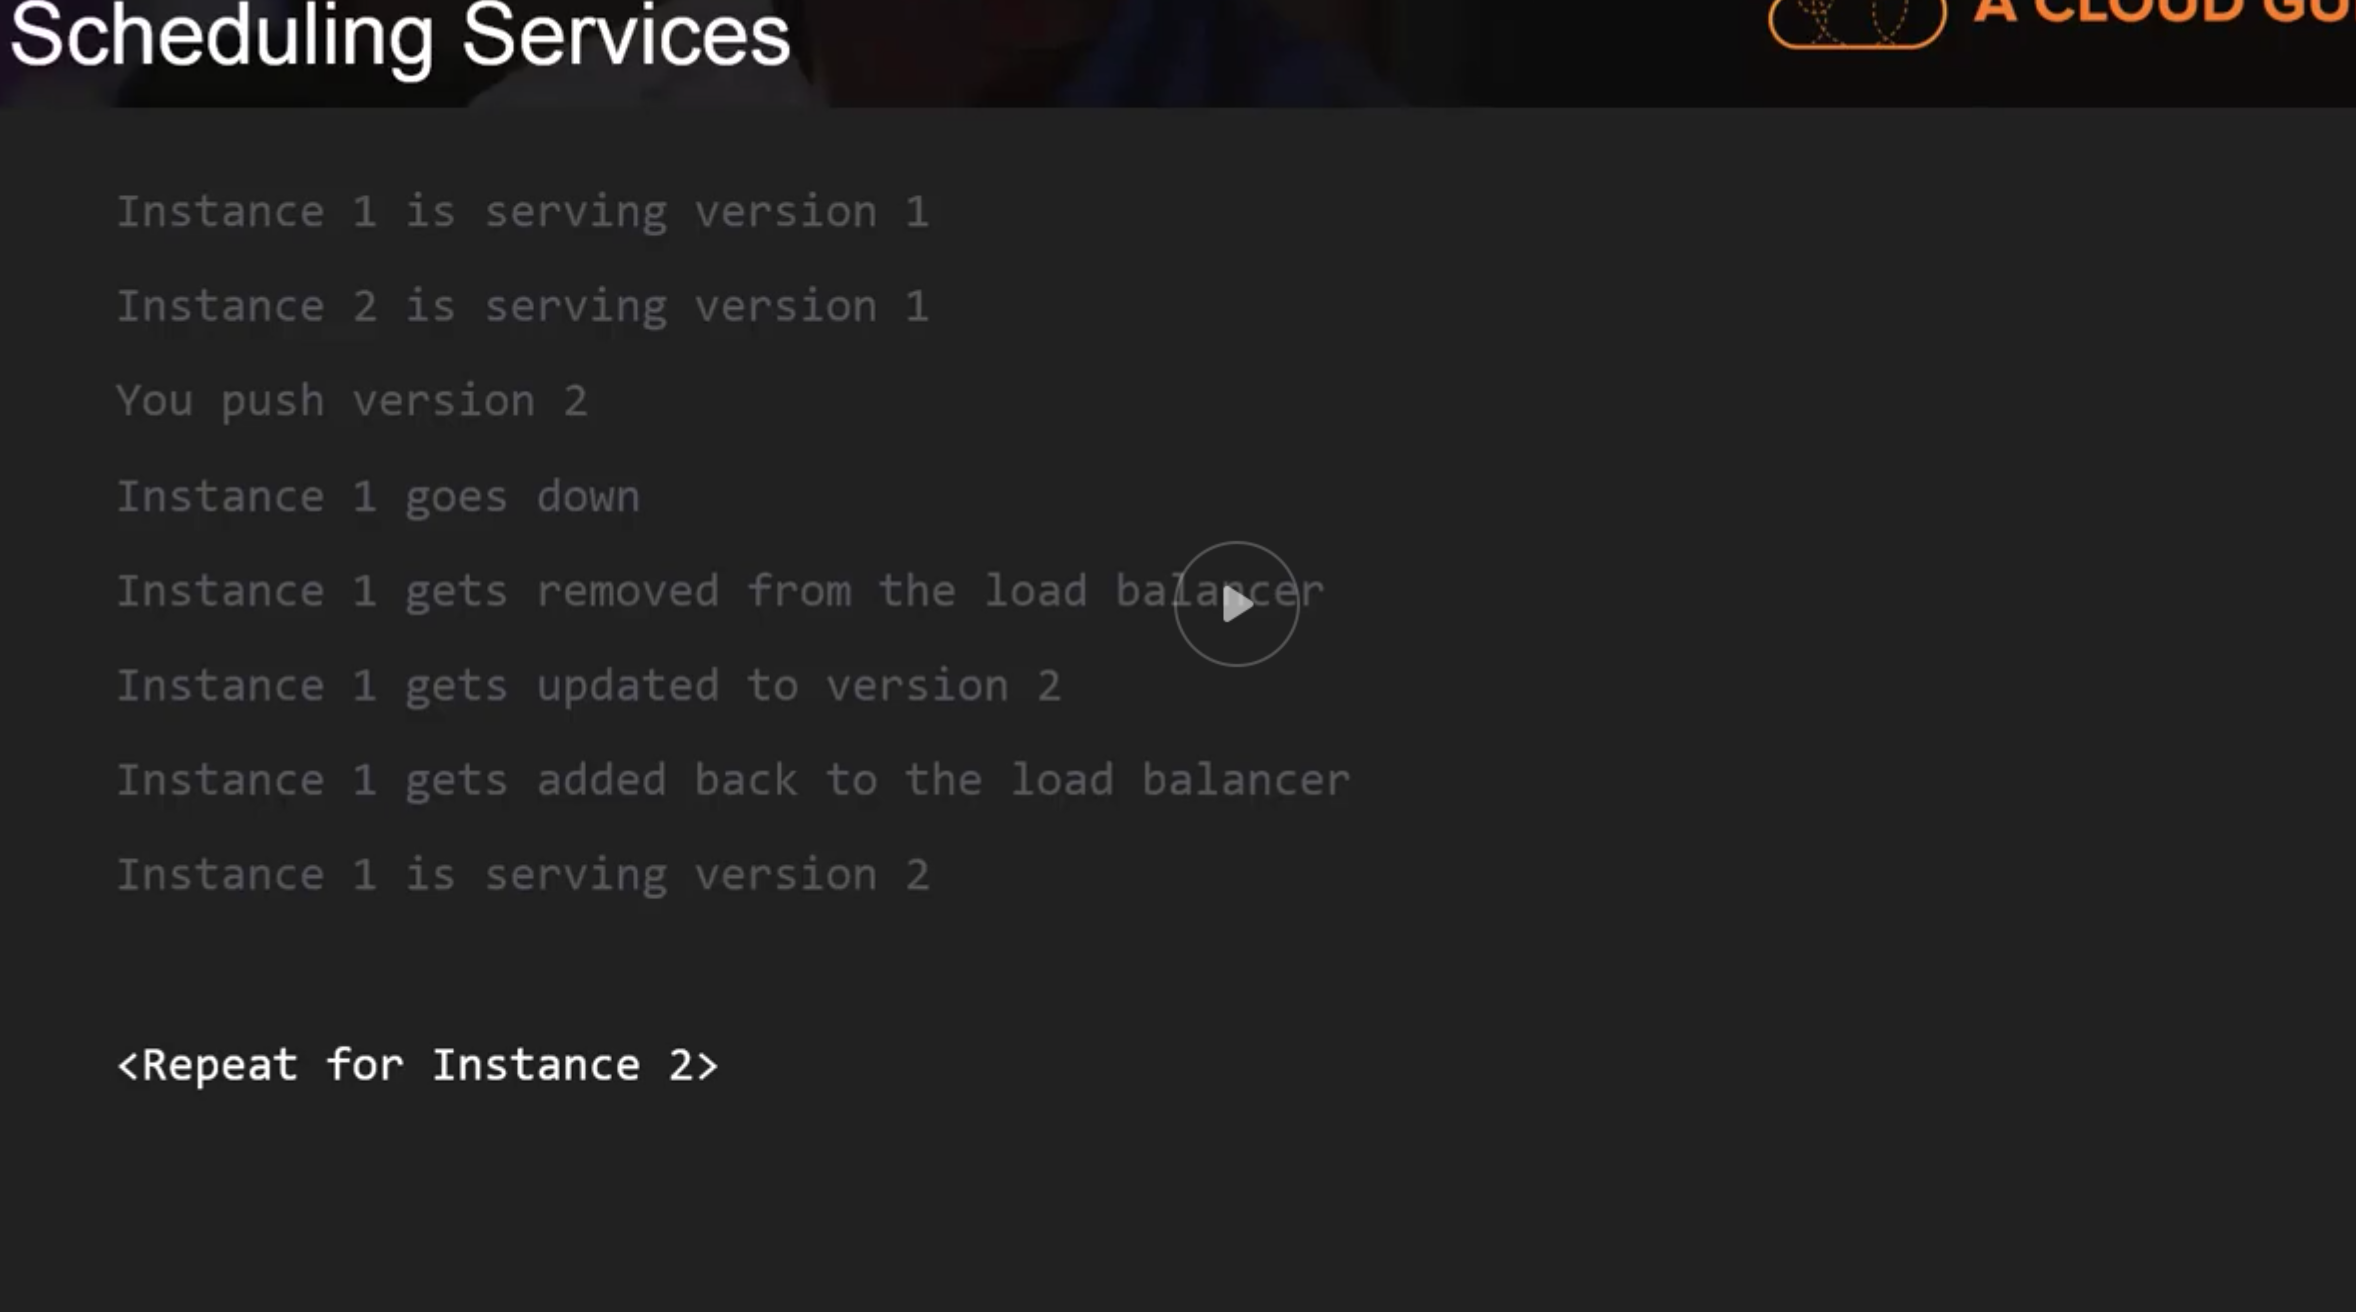 Scheduling Services
A CLOUD GU
Instance 1 is serving version 1
Instance 2 is serving version 1
You push version 2
Instance 1 goes down
Instance 1 gets removed from the load balancer
Instance 1 gets updated to version 2
Instance 1 gets added back to the load balancer
Instance 1 is serving version 2
<Repeat for Instance 2>